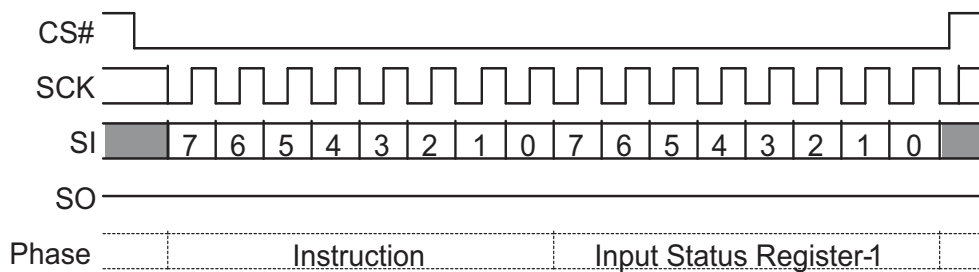 CS#
SCK
SI 7 6 5 4 3 2 1 0 7 6 5 4 3 2 1 0
SO
Phase Instruction Input Status Register-1